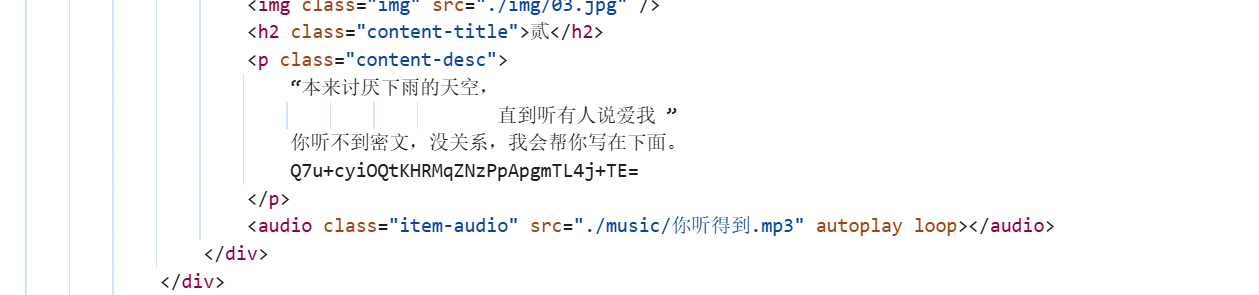 <img class="img" src="./img/03.jpg" />
<h2 class="content-title">贰</h2>
<p class="content-desc">
“本来讨厌下雨的天空，
直到听有人说爱我 ”
你听不到密文，没关系，我会帮你写在下面。
Q7u+cyiOQtKHRMqZNzPpApgmTL4j+TE=
</p>
<audio class="item-audio" src="./music/你听得到.mp3" autoplay loop></audio>
</div>
</div>